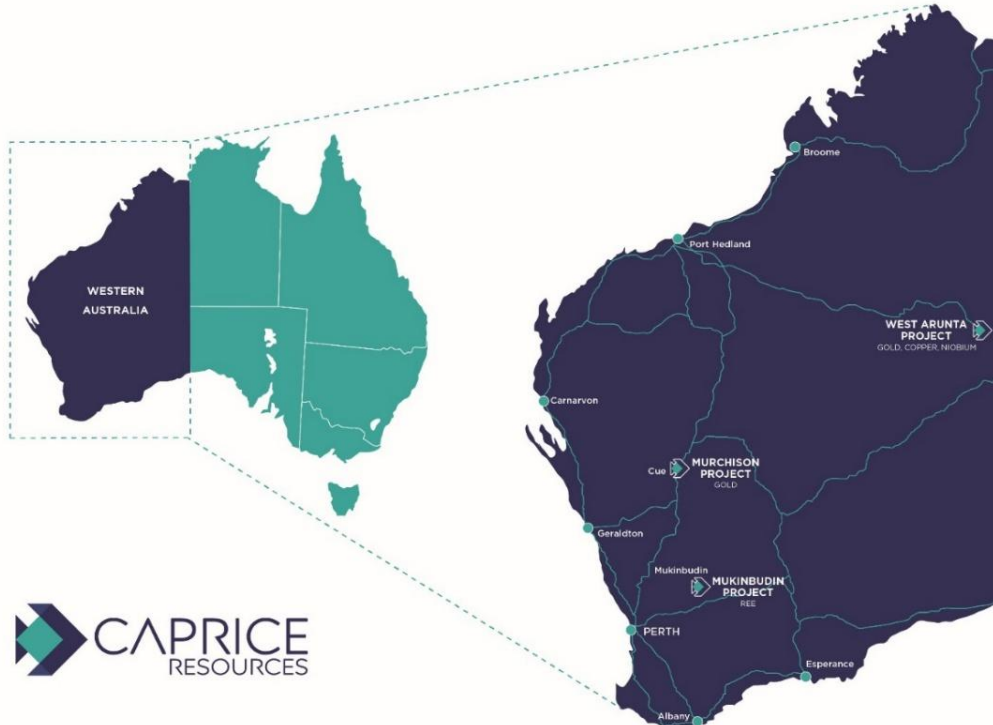 WESTERN
AUSTRALIA
Broome
Port Hedland
WEST ARUNTA
PROJECT
GOLD, COPPER, NIOBIUM
Carnarvon
Cue
MURCHISON
PROJECT
GOLD
Geraldton
Mukinbudin
MUKINBUDIN
PROJECT
REE
PERTH
Esperance
Albany
CAPRICE
RESOURCES